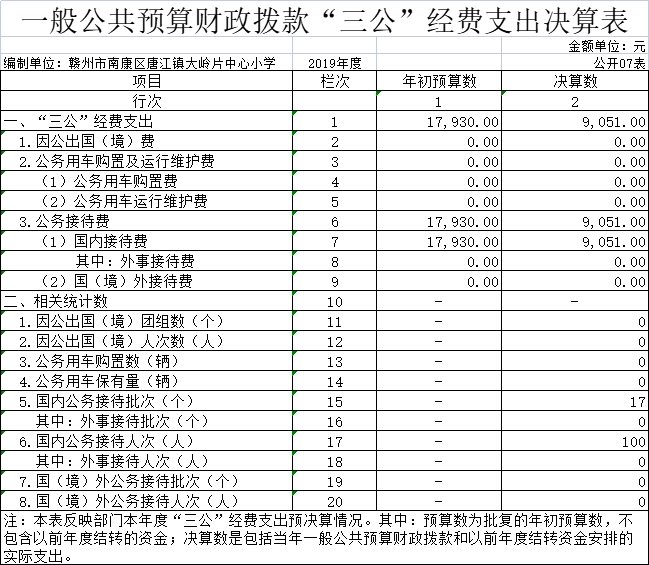 一般公共预算财政拨款“三公”经费支出决算表
金额单位：元
编制单位：赣州市南康区唐江镇大岭片中心小学 2019年度 公开07表
项目 栏次 年初预算数 决算数
行次 1 2
一、“三公”经费支出 1 17,930.00 9,051.00
1.因公出国（境）费 2 0.00 0.00
2.公务用车购置及运行维护费 3 0.00 0.00
（1）公务用车购置费 4 0.00 0.00
（2）公务用车运行维护费 5 0.00 0.00
3.公务接待费 6 17,930.00 9,051.00
（1）国内接待费 7 17,930.00 9,051.00
其中：外事接待费 8 0.00 0.00
（2）国（境）外接待费 9 0.00 0.00
二、相关统计数 10 － －
1.因公出国（境）团组数（个） 11 － 0
2.因公出国（境）人次数（人） 12 － 0
3.公务用车购置数（辆） 13 － 0
4.公务用车保有量（辆） 14 － 0
5.国内公务接待批次（个） 15 － 17
其中：外事接待批次（个） 16 － 0
6.国内公务接待人次（人） 17 － 100
其中：外事接待人次（人） 18 － 0
7.国（境）外公务接待批次（个） 19 － 0
8.国（境）外公务接待人次（人） 20 － 0
注：本表反映部门本年度“三公”经费支出预决算情况。其中：预算数为批复的年初预算数，不
包含以前年度结转的资金；决算数是包括当年一般公共预算财政拨款和以前年度结转资金安排的
实际支出。